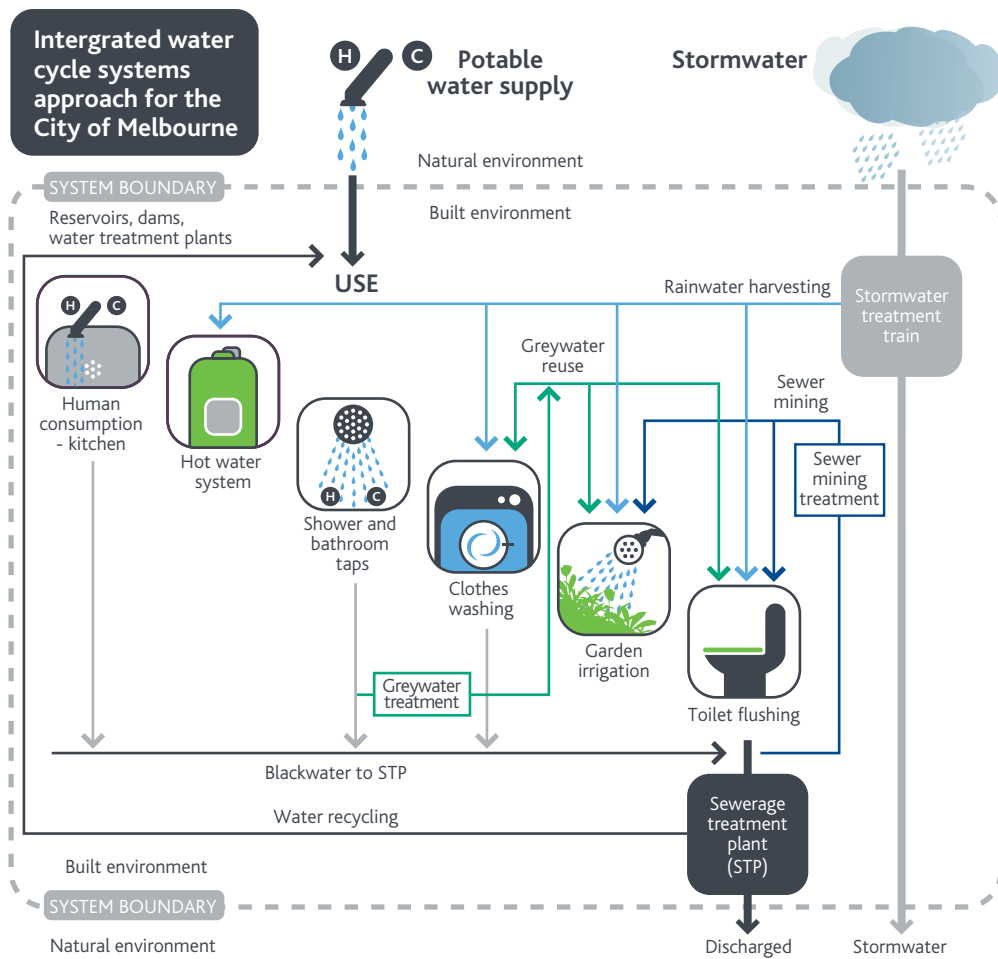 Intergrated water
cycle systems
approach for the
City of Melbourne
H C
Potable
water supply
Stormwater
Natural environment
SYSTEM BOUNDARY
Built environment
Reservoirs, dams,
water treatment plants
USE
Rainwater harvesting
Stormwater
treatment
train
H C
Human
consumption
- kitchen
Hot water
system
H C
Shower and
bathroom
taps
Greywater
reuse
Clothes
washing
Sewer
mining
Sewer
mining
treatment
Garden
irrigation
Greywater
treatment
Toilet flushing
Blackwater to STP
Water recycling
Sewerage
treatment
plant
(STP)
Built environment
SYSTEM BOUNDARY
Natural environment
Discharged
Stormwater